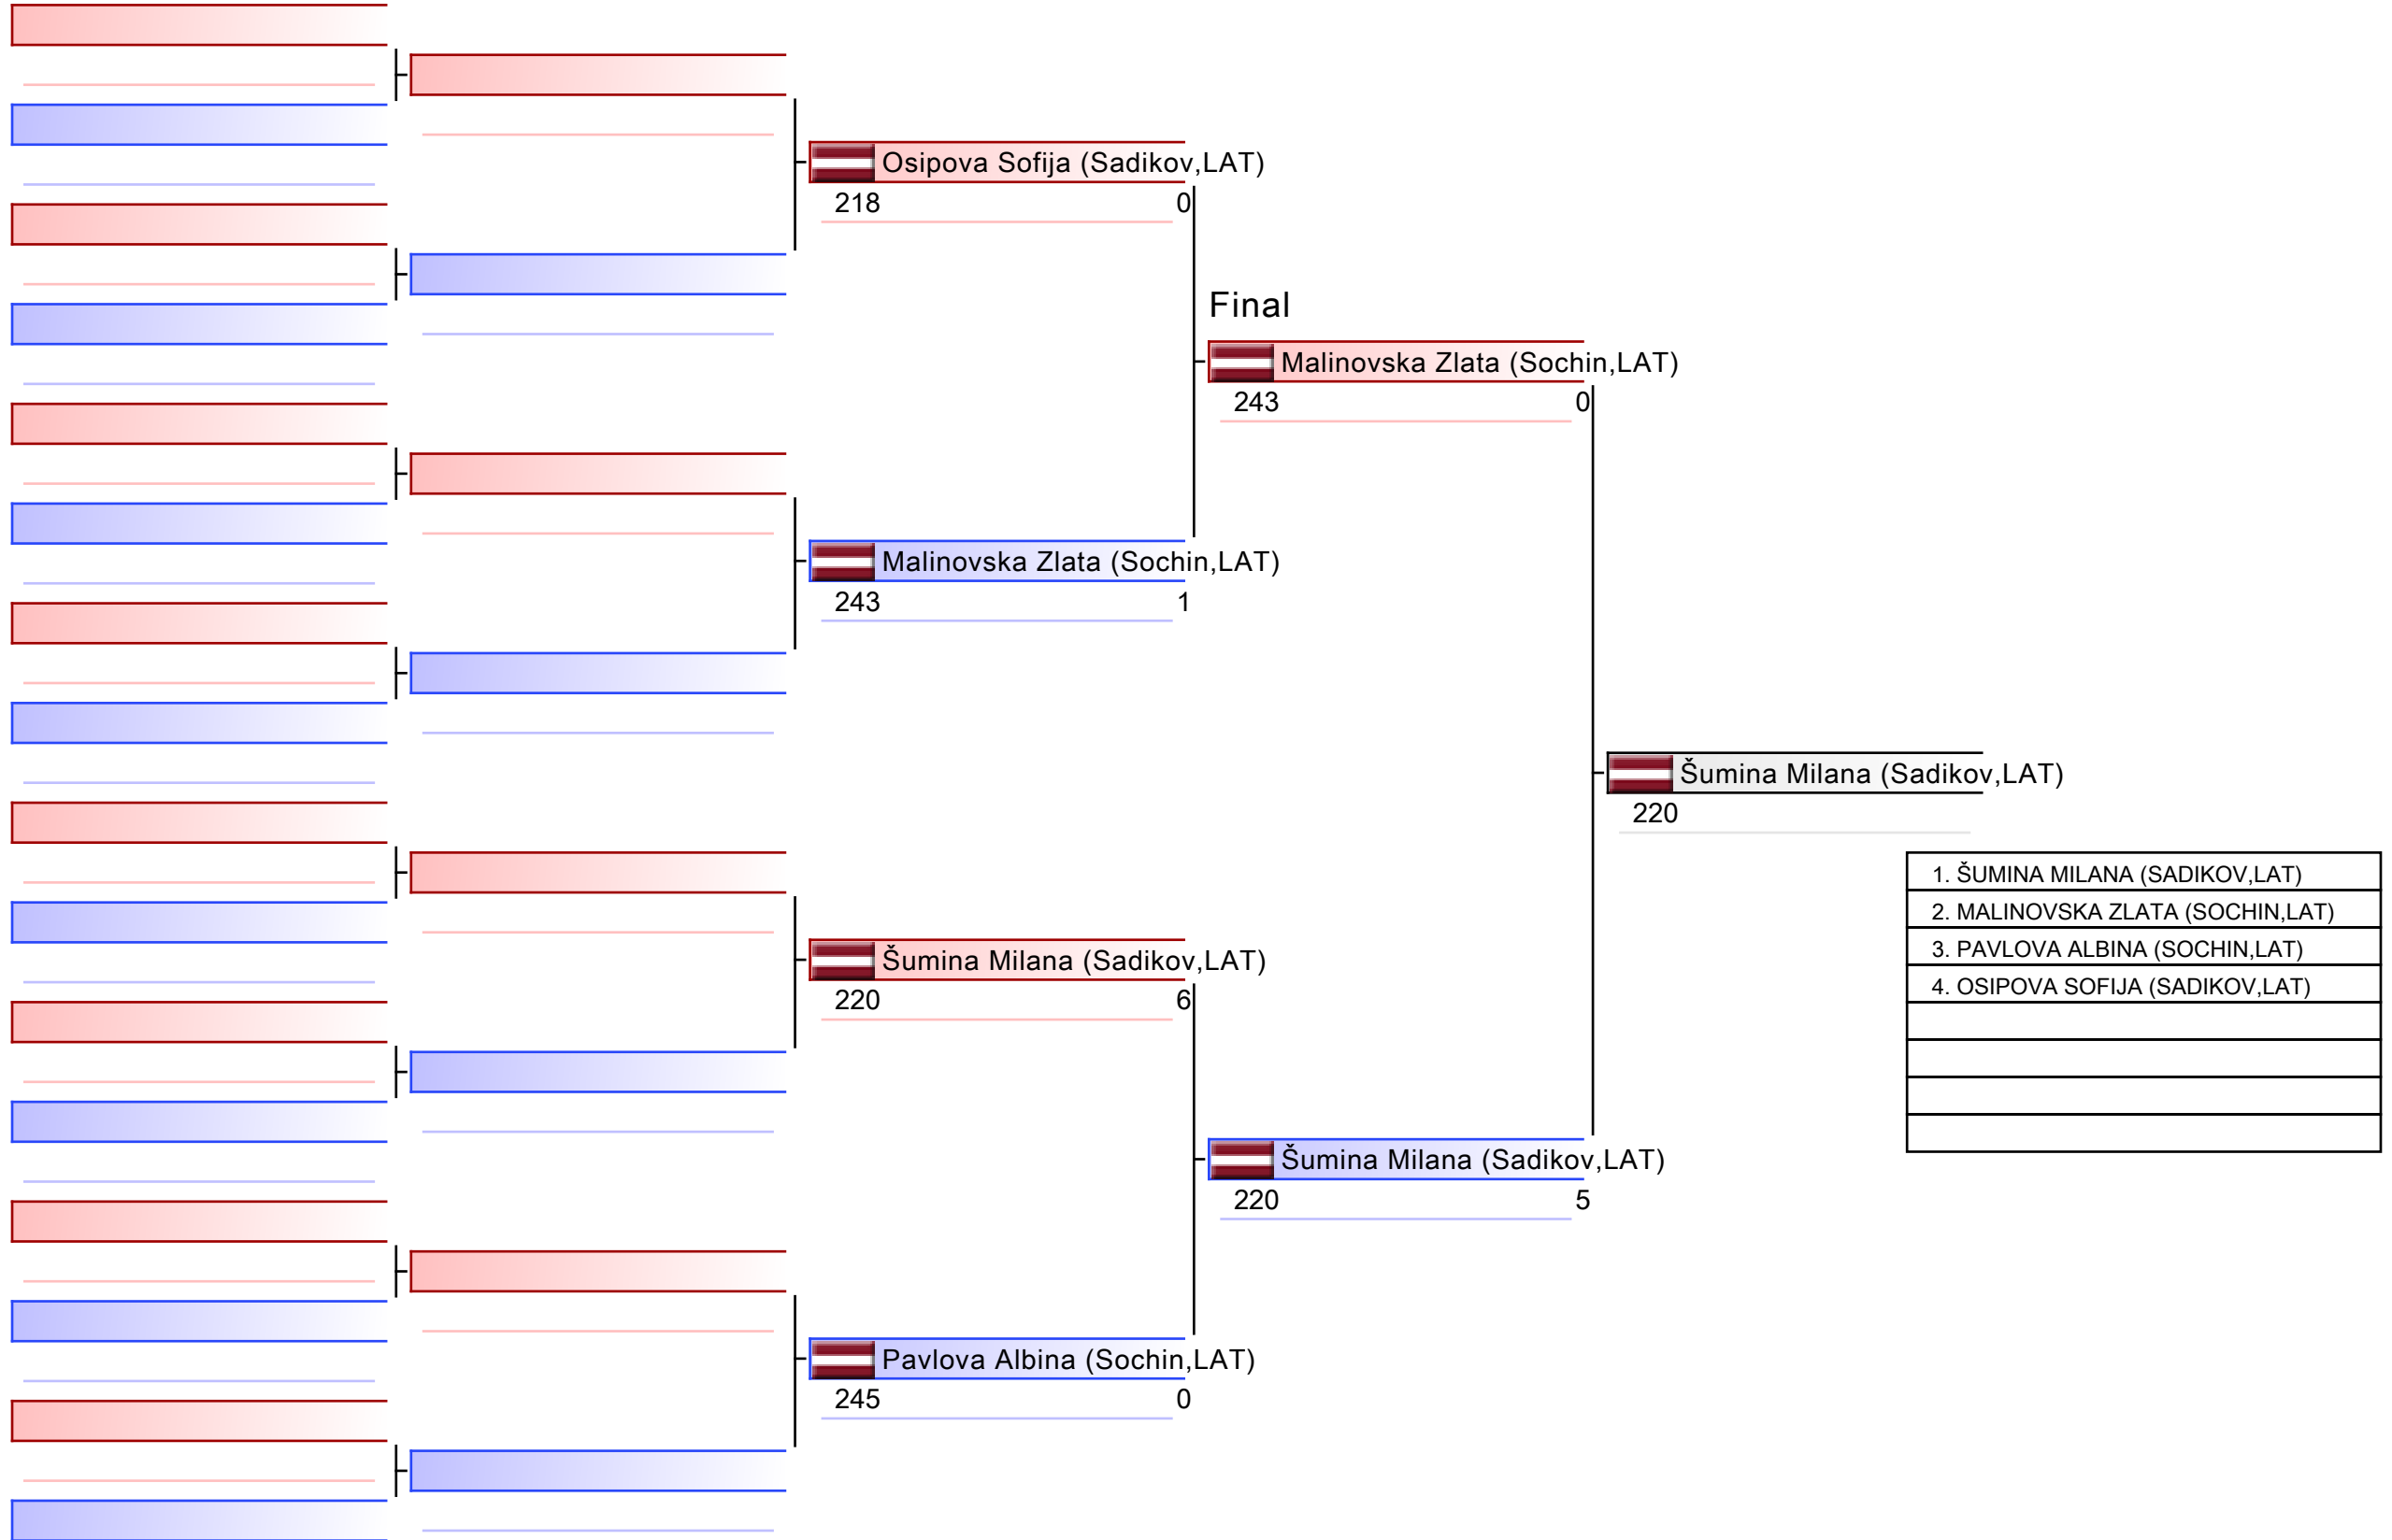 Osipova Sofija (Sadikov,LAT)
218 0
Final
Malinovska Zlata (Sochin,LAT)
243 0
Malinovska Zlata (Sochin,LAT)
243 1
Šumina Milana (Sadikov,LAT)
220
1. ŠUMINA MILANA (SADIKOV,LAT)
2. MALINOVSKA ZLATA (SOCHIN,LAT)
3. PAVLOVA ALBINA (SOCHIN,LAT)
4. OSIPOVA SOFIJA (SADIKOV,LAT)
Šumina Milana (Sadikov,LAT)
220 6
Šumina Milana (Sadikov,LAT)
220 5
Pavlova Albina (Sochin,LAT)
245 0